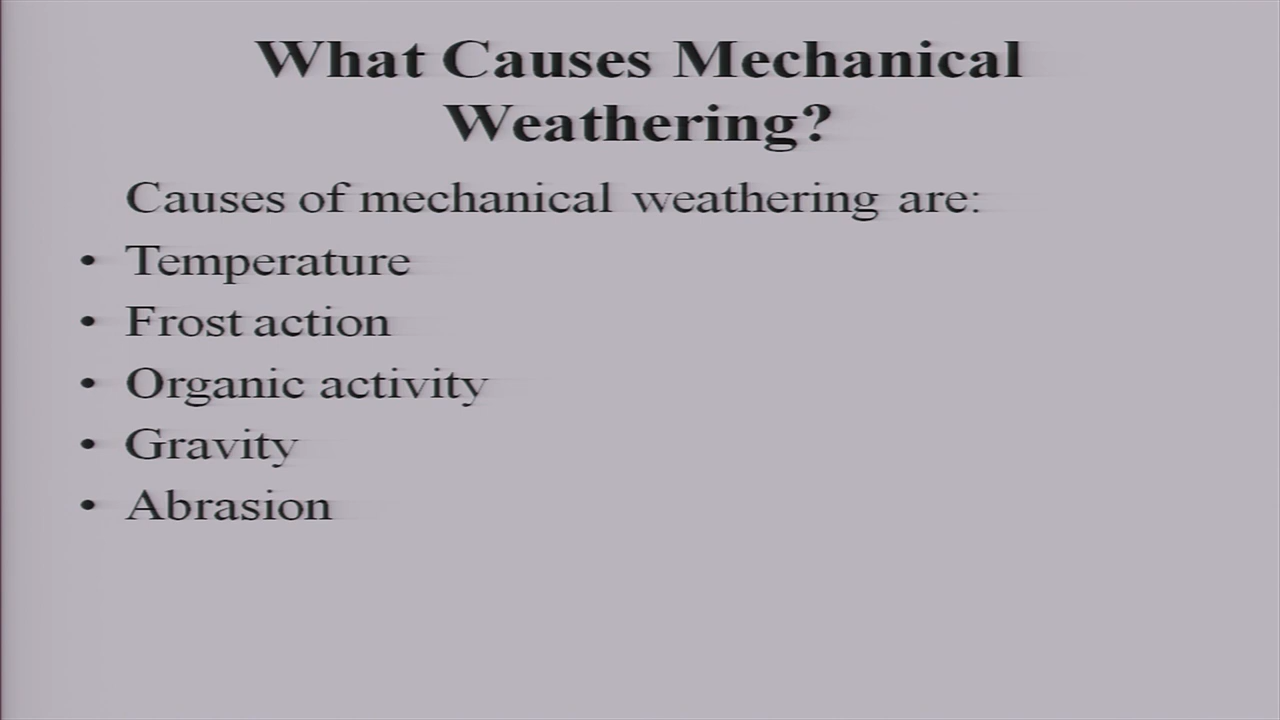 What Causes Mechanical
Weathering?
Causes of mechanical weathering are:
• Temperature
• Frost action
• Organic activity
• Gravity
• Abrasion